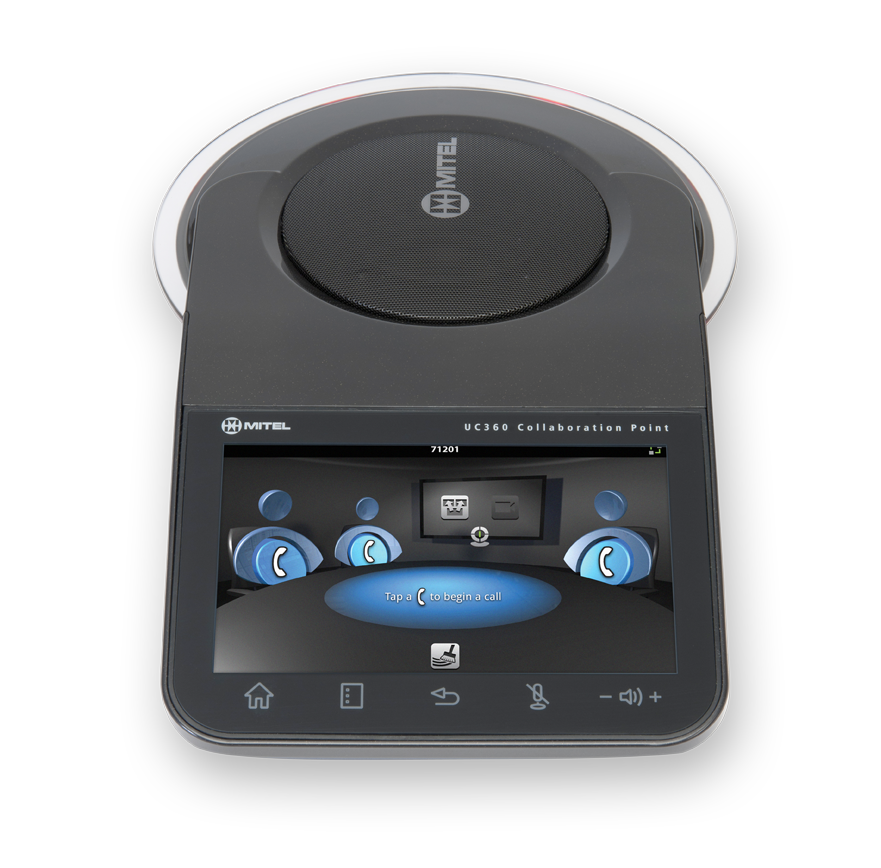 MITEL
MITEL
UC360 Collaboration Point
71201
Tap a to begin a call